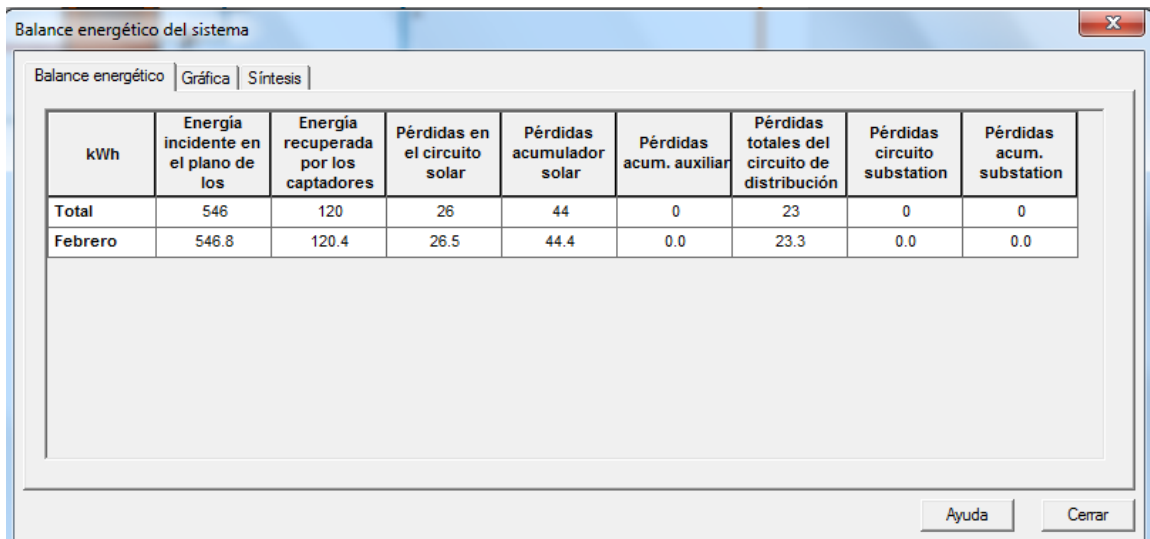 Balance energético del sistema
x
Balance energético Gráfica Síntesis
kWh
Energía
incidente en
el plano de
los
Energía
recuperada
por los
captadores
Pérdidas en
el circuito
solar
Pérdidas
acumulador
solar
Pérdidas
acum. auxiliar
Pérdidas
totales del
circuito de
distribución
Pérdidas
circuito
substation
Pérdidas
acum.
substation
Total 546 120 26 44 0 23 0 0
Febrero 546.8 120.4 26.5 44.4 0.0 23.3 0.0 0.0
Ayuda Cerrar